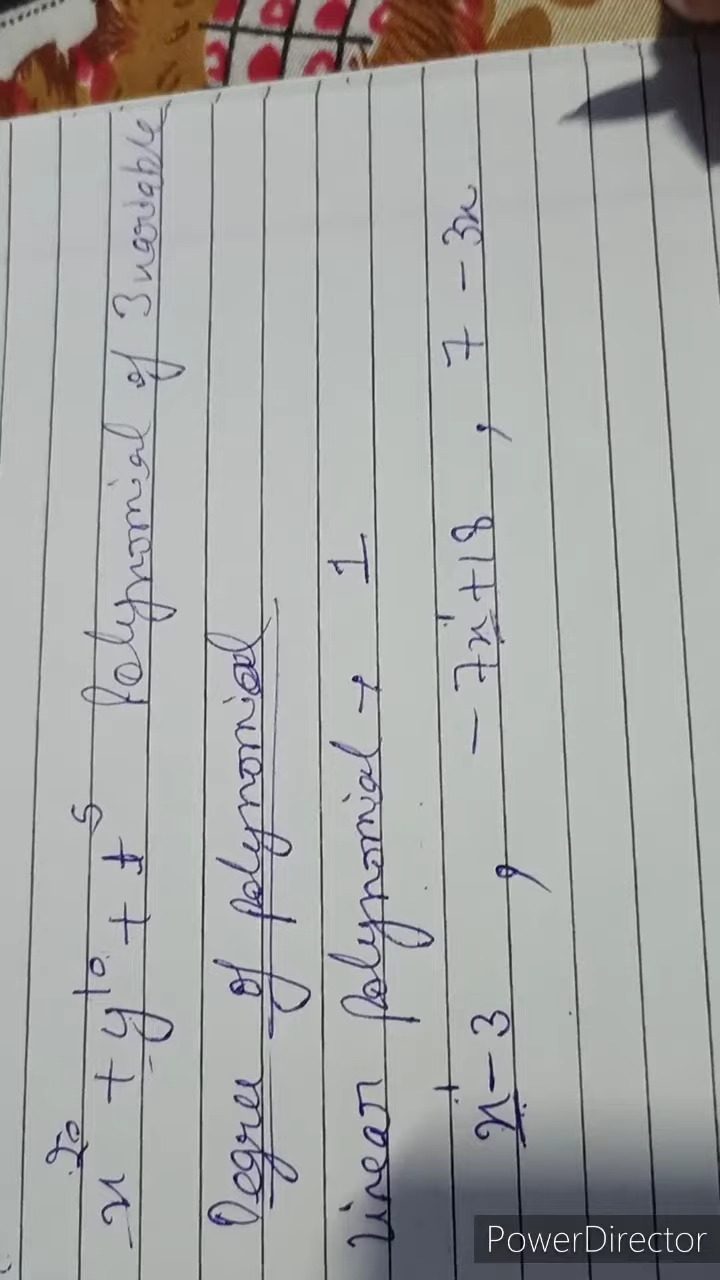 x²⁰ + y¹⁰ + t⁵ Polynomial of 3 variable
Degree of polynomial
Linear polynomial → 1
x¹ - 3 , - 7x¹ + 18 , 7 - 3x
PowerDirector